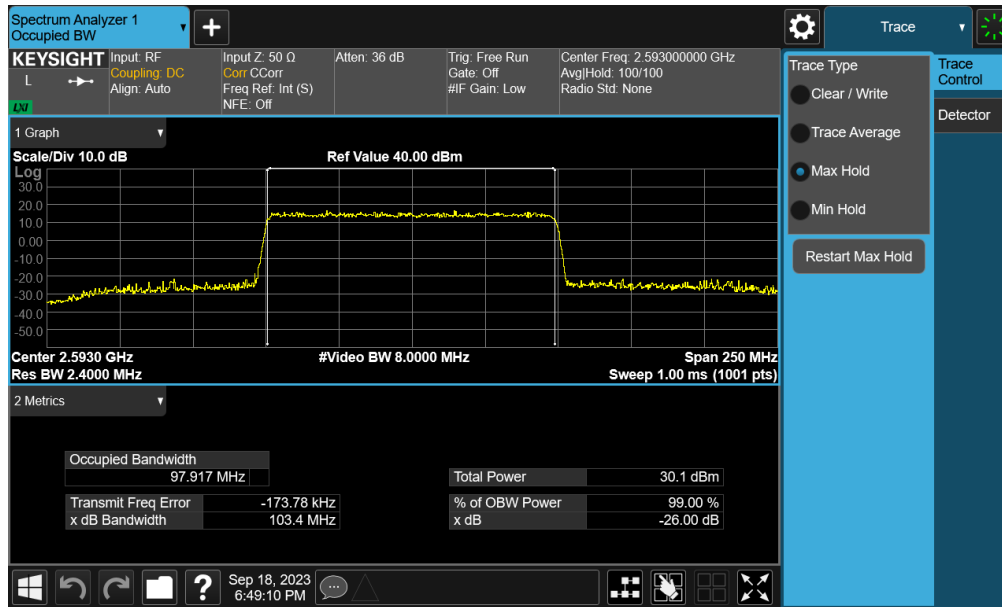 Spectrum Analyzer 1
Occupied BW
+
Trace
KEYSIGHT
L
LXI
Input: RF
Coupling: DC
Align: Auto
Input Z: 50 Ω
Corr CCorr
Freq Ref: Int (S)
NFE: Off
Atten: 36 dB
Trig: Free Run
Gate: Off
#IF Gain: Low
Center Freq: 2.593000000 GHz
Avg|Hold: 100/100
Radio Std: None
Trace Type
Clear / Write
Trace Average
Max Hold
Min Hold
Restart Max Hold
Trace
Control
Detector
1 Graph
Scale/Div 10.0 dB
Ref Value 40.00 dBm
Log
30.0
20.0
10.0
0.00
-10.0
-20.0
-30.0
-40.0
-50.0
Center 2.5930 GHz
#Video BW 8.0000 MHz
Span 250 MHz
Res BW 2.4000 MHz
Sweep 1.00 ms (1001 pts)
2 Metrics
Occupied Bandwidth
97.917 MHz
Total Power 30.1 dBm
Transmit Freq Error -173.78 kHz
% of OBW Power 99.00 %
x dB Bandwidth 103.4 MHz
x dB -26.00 dB
?
Sep 18, 2023
6:49:10 PM